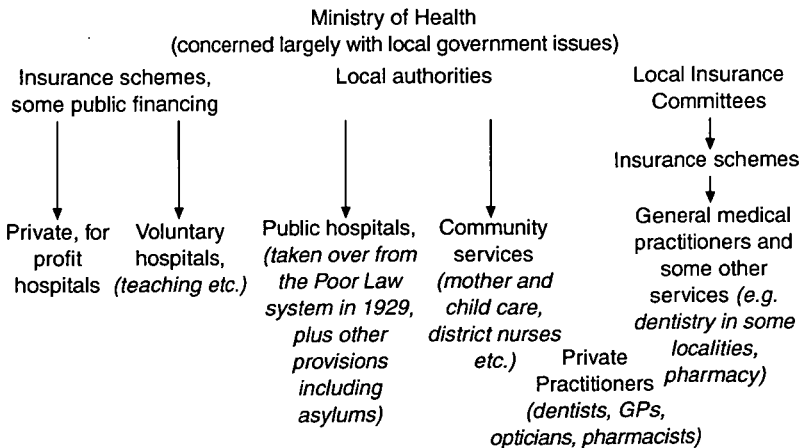 Ministry of Health
(concerned largely with local government issues)
Insurance schemes,
some public financing
Local authorities
Local Insurance
Committees
Insurance schemes
Private, for
profit
hospitals
Voluntary
hospitals,
(teaching etc.)
Public hospitals,
(taken over from
the Poor Law
system in 1929,
plus other
provisions
including
asylums)
Community
services
(mother and
child care,
district nurses
etc.)
General medical
practitioners and
some other
services (e.g.
dentistry in some
localities,
pharmacy)
Private
Practitioners
(dentists, GPs,
opticians, pharmacists)